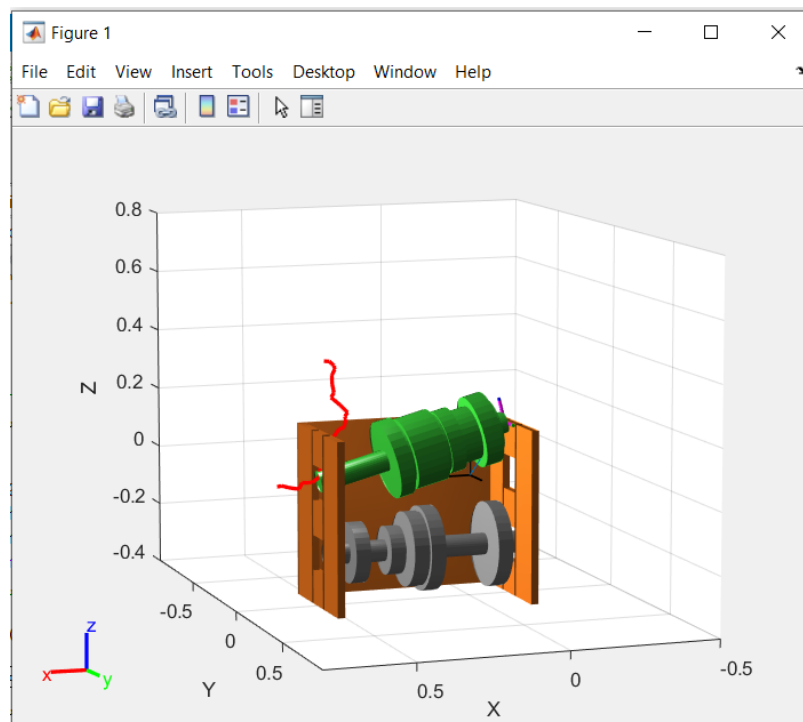 Figure 1
File Edit View Insert Tools Desktop Window Help
0.8
0.6
0.4
0.2
0
-0.2
-0.4
Z
-0.5
0
0.5
Y
0.5
0
-0.5
X
z
x
y